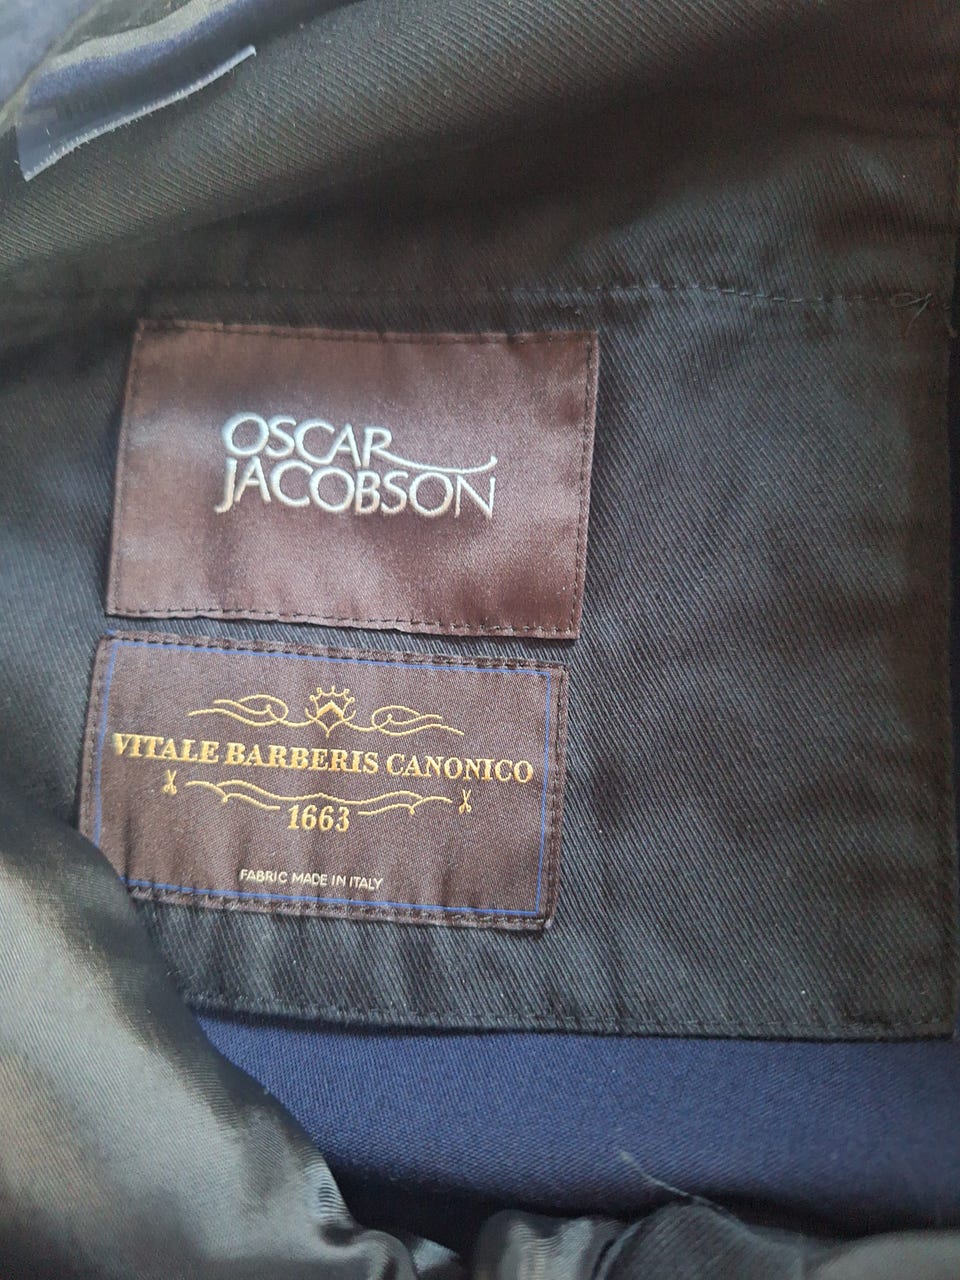 OSCAR
JACOBSON
VITALE BARBERIS CANONICO
1663
FABRIC MADE IN ITALY